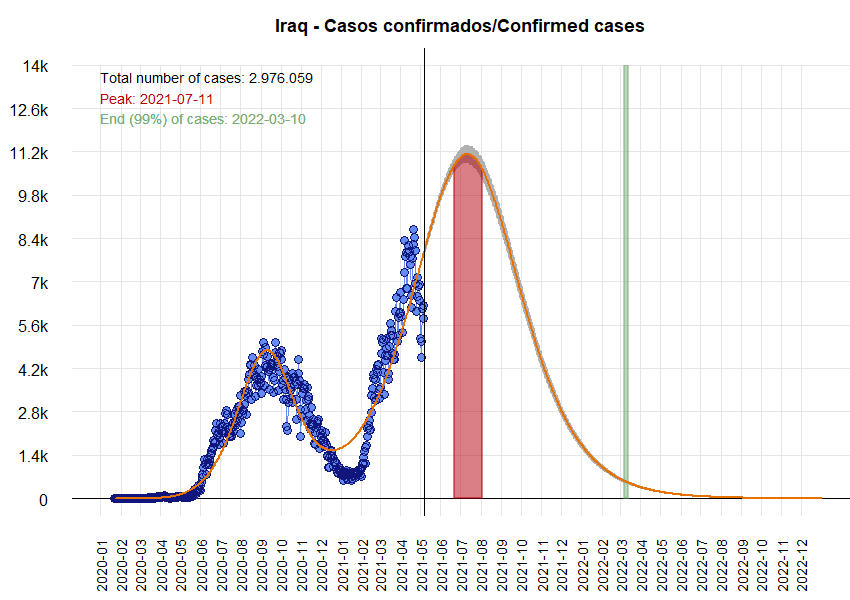 Iraq - Casos confirmados/Confirmed cases
14k
Total number of cases: 2.976.059
Peak: 2021-07-11
12.6k
End (99%) of cases: 2022-03-10
11.2k
9.8k
8.4k
7k
5.6k
4.2k
2.8k
1.4k
0
2020-01
2020-02
2020-03
2020-04
2020-05
2020-06
2020-07
2020-08
2020-09
2020-10
2020-12
2021-01
2021-02
2021-03
2021-04
2021-05
2021-06
2021-07
2021-08
2021-09
2021-10
2021-11
2021-12
2022-02
2022-03
2022-04
2022-05
2022-06
2022-07
2022-08
2022-09
2022-10
2022-11
2022-12